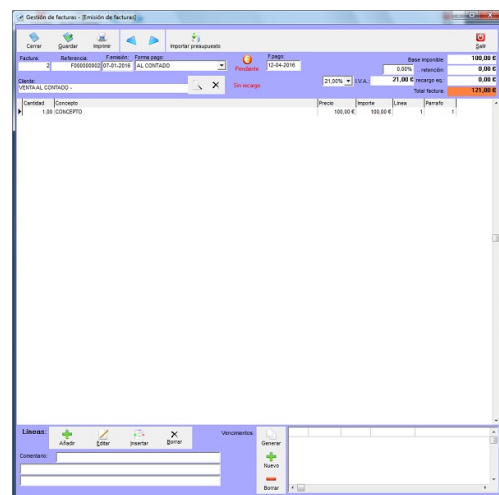 Gestión de facturas - [Emisión de facturas]
Cerrar Guardar Imprimir Importar presupuesto Salir
Factura: Referencia: F.emisión: Forma pago: F.pago: Base imponible: 100,00 €
2 F000000002 07-01-2016 AL CONTADO Pendiente 12-04-2016 0,00% retención: 0,00 €
Cliente: 21,00% I.V.A.: 21,00 € recargo eq.: 0,00 €
VENTA AL CONTADO - Sin recargo Total factura: 121,00 €
Cantidad Concepto Precio Importe Linea Parrafo
1,00 CONCEPTO 100,00 € 100,00 € 1 1
Líneas: Añadir Editar Insertar Borrar Vencimientos: Generar
Comentario: Nuevo
Borrar